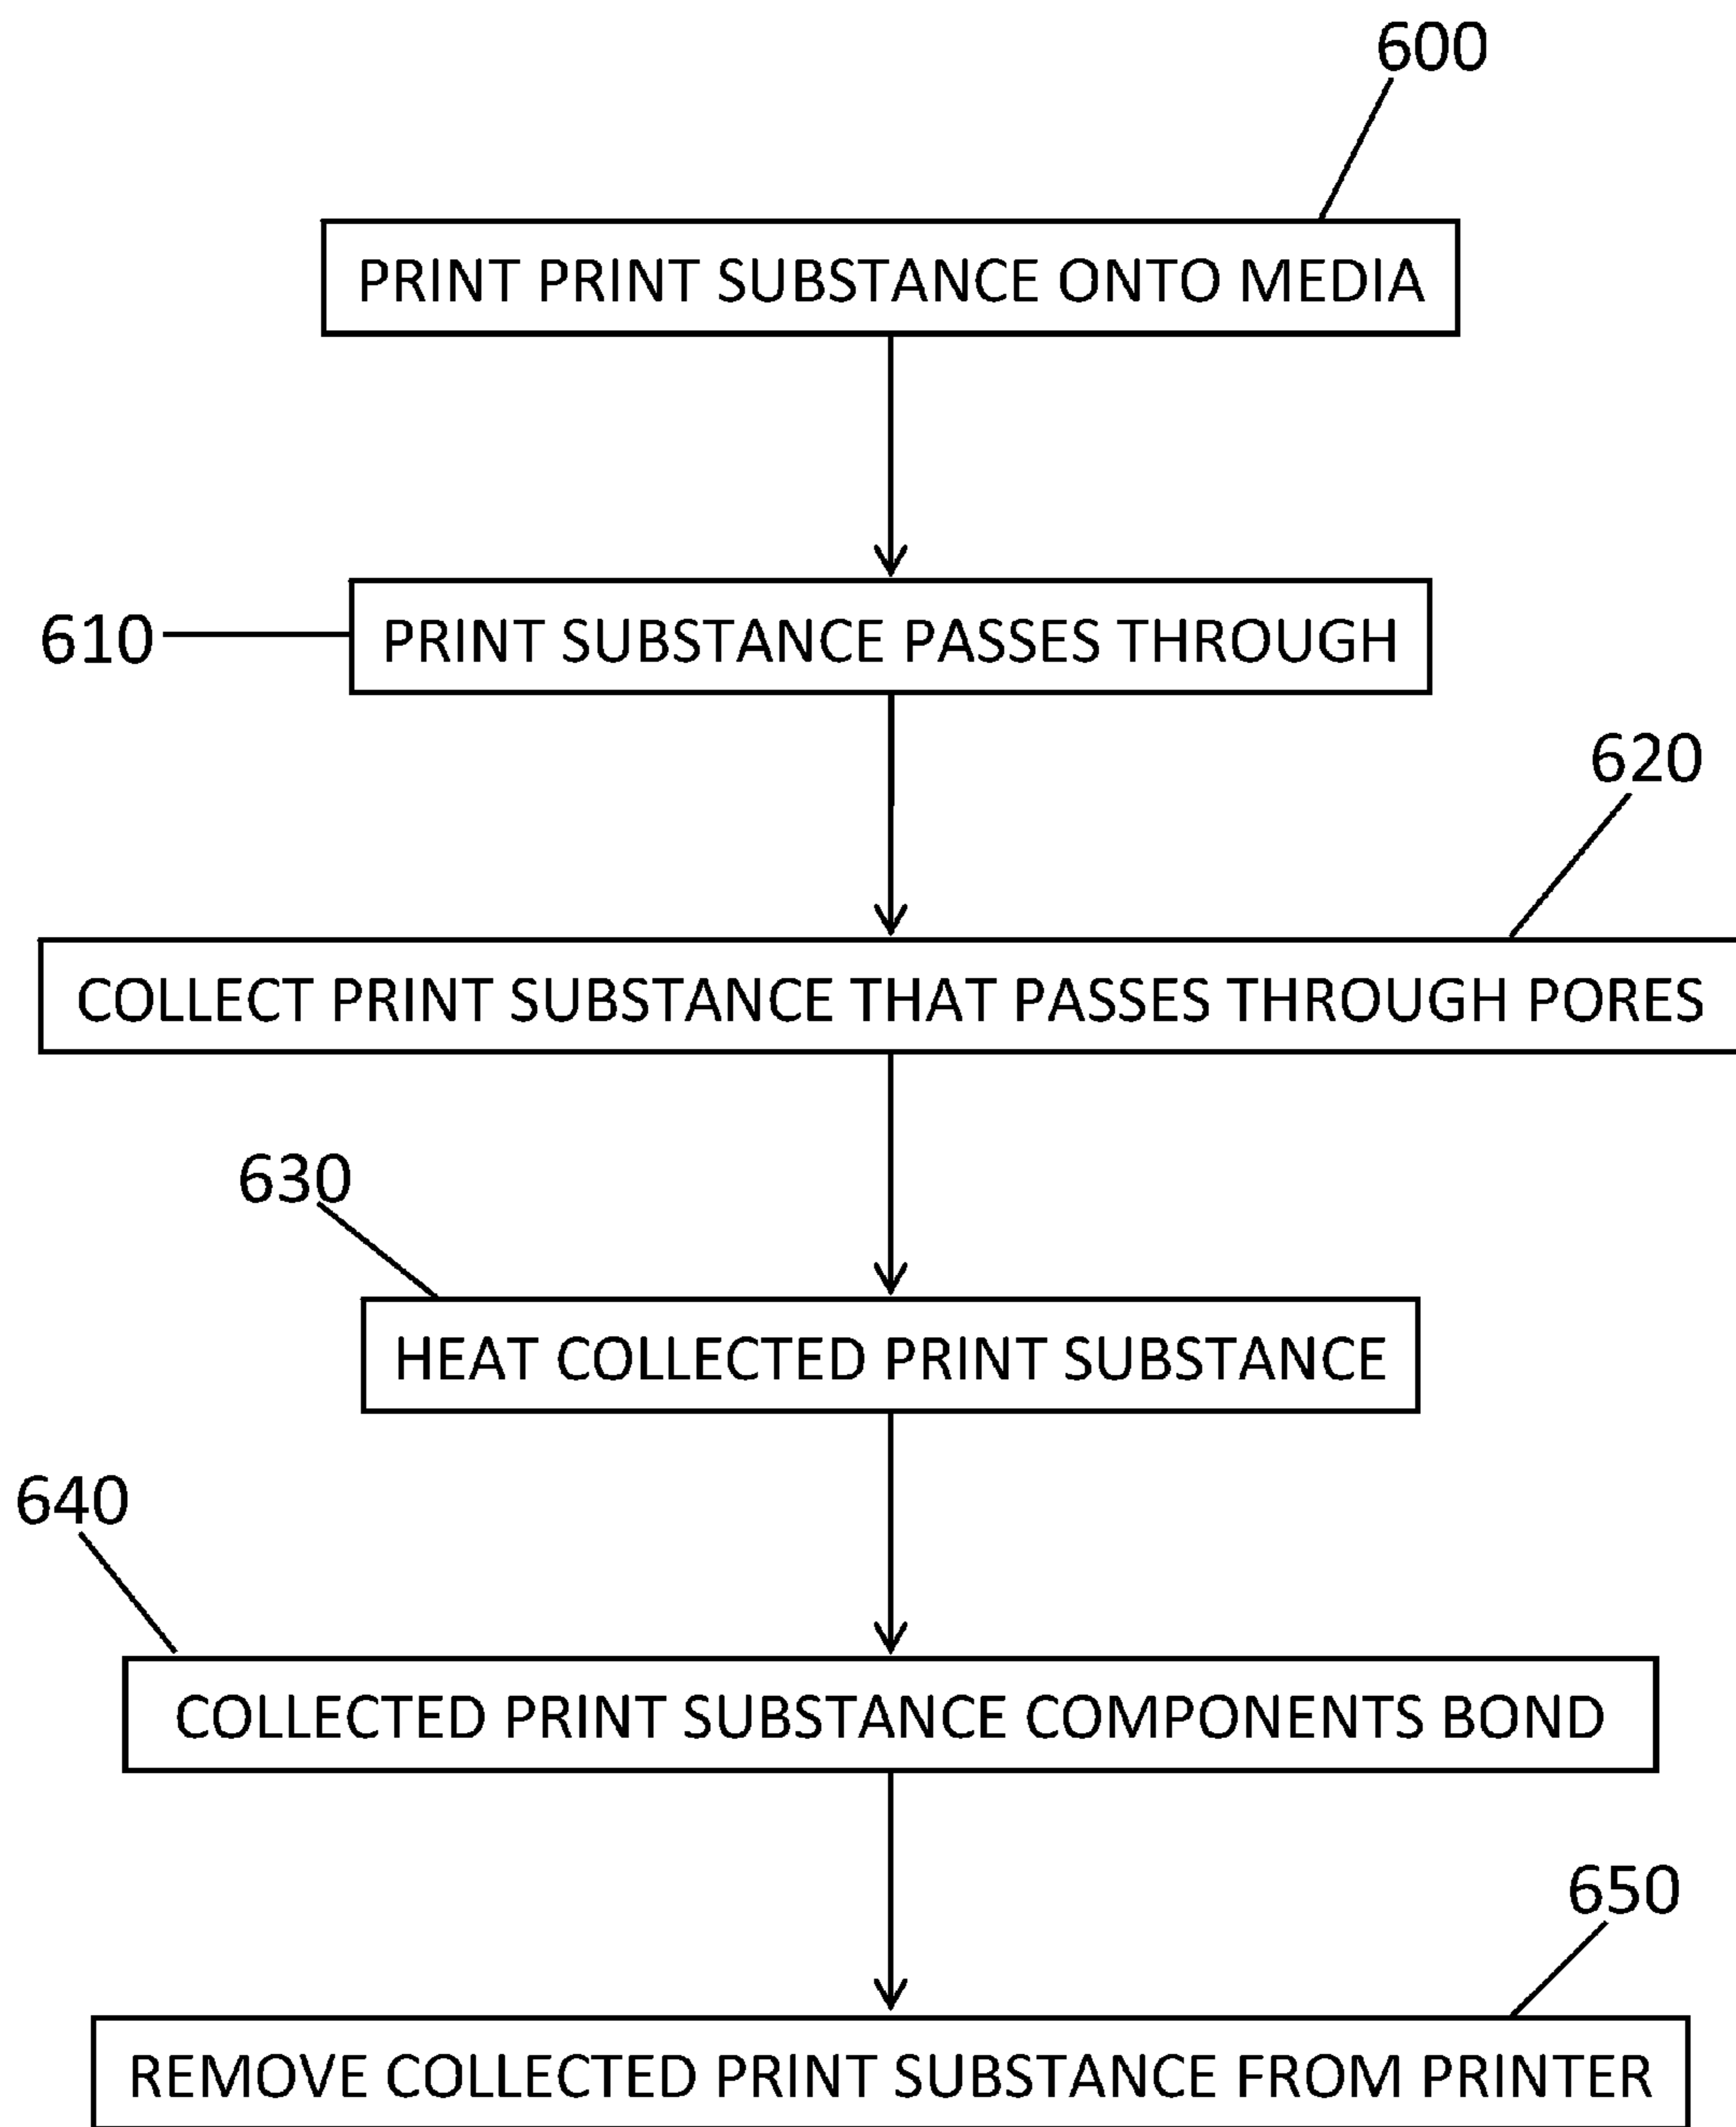 600
PRINT PRINT SUBSTANCE ONTO MEDIA
610
PRINT SUBSTANCE PASSES THROUGH
620
COLLECT PRINT SUBSTANCE THAT PASSES THROUGH PORES
630
HEAT COLLECTED PRINT SUBSTANCE
640
COLLECTED PRINT SUBSTANCE COMPONENTS BOND
650
REMOVE COLLECTED PRINT SUBSTANCE FROM PRINTER